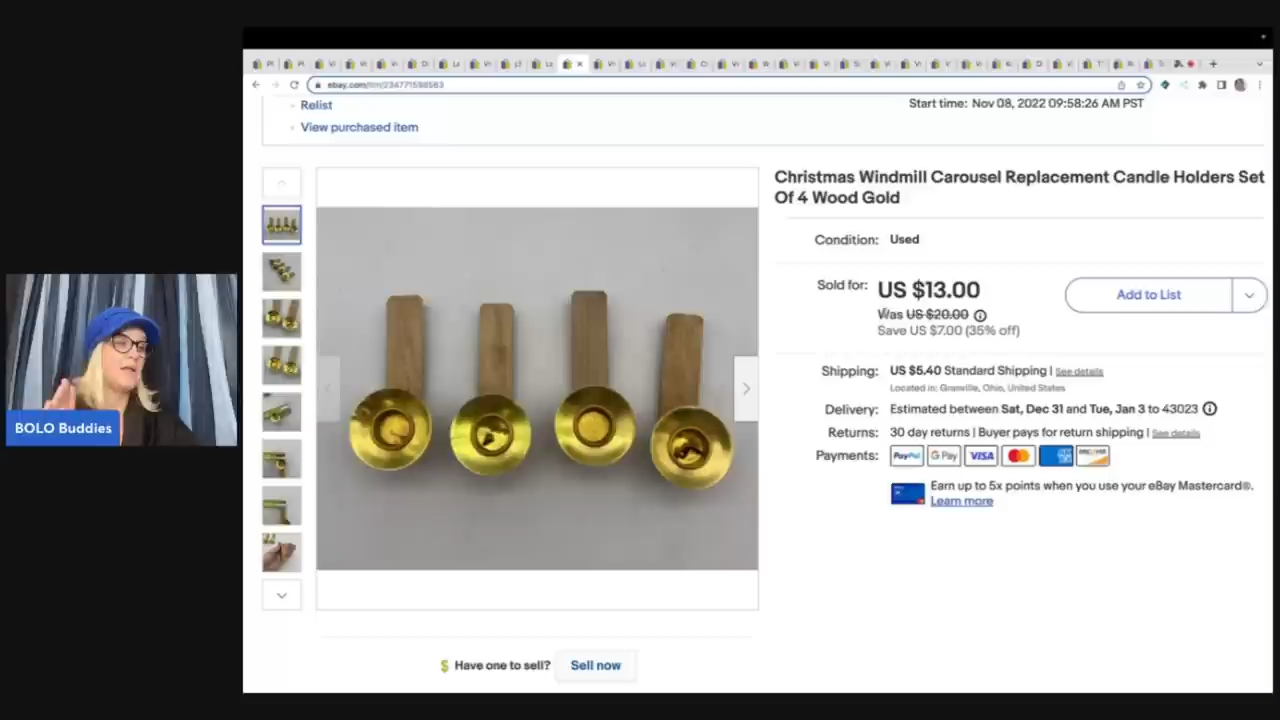 ebay.com/itm/234771598563
Relist
Start time: Nov 08, 2022 09:58:26 AM PST
View purchased item
Christmas Windmill Carousel Replacement Candle Holders Set
Of 4 Wood Gold
Condition: Used
Sold for: US $13.00
Add to List
Was US $20.00
Save US $7.00 (35% off)
Shipping: US $5.40 Standard Shipping | See details
Located in: Granville, Ohio, United States
Delivery: Estimated between Sat, Dec 31 and Tue, Jan 3 to 43023
Returns: 30 day returns | Buyer pays for return shipping | See details
Payments: PayPal G Pay VISA
DISCOVER
Earn up to 5x points when you use your eBay Mastercard®.
Learn more
BOLO Buddies
$ Have one to sell? Sell now